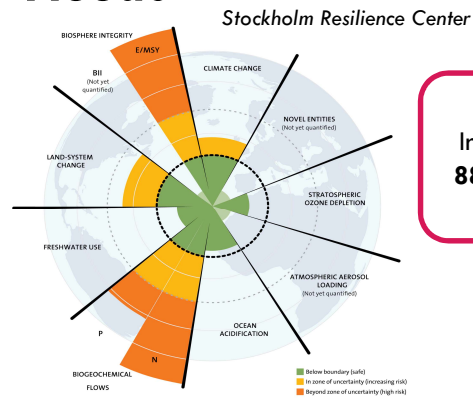 Stockholm Resilience Center
BIOSPHERE INTEGRITY
E/MSY
BII
(Not yet
quantified)
CLIMATE CHANGE
NOVEL ENTITIES
(Not yet quantified)
LAND-SYSTEM
CHANGE
STRATOSPHERIC
OZONE DEPLETION
FRESHWATER USE
ATMOSPHERIC AEROSOL
LOADING
(Not yet quantified)
P
N
OCEAN
ACIDIFICATION
BIOGEOCHEMICAL
FLOWS
Below boundary (safe)
In zone of uncertainty (increasing risk)
Beyond zone of uncertainty (high risk)
In
88